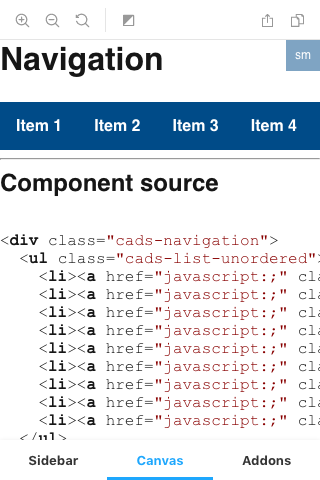 Navigation
sm
Item 1 Item 2 Item 3 Item 4
Component source
<div class="cads-navigation">
<ul class="cads-list-unordered">
<li><a href="javascript:;" cla
<li><a href="javascript:;" cla
<li><a href="javascript:;" cla
<li><a href="javascript:;" cla
<li><a href="javascript:;" cla
<li><a href="javascript:;" cla
<li><a href="javascript:;" cla
<li><a href="javascript:;" cla
<li><a href="javascript:;" cla
</ul>
Sidebar Canvas Addons